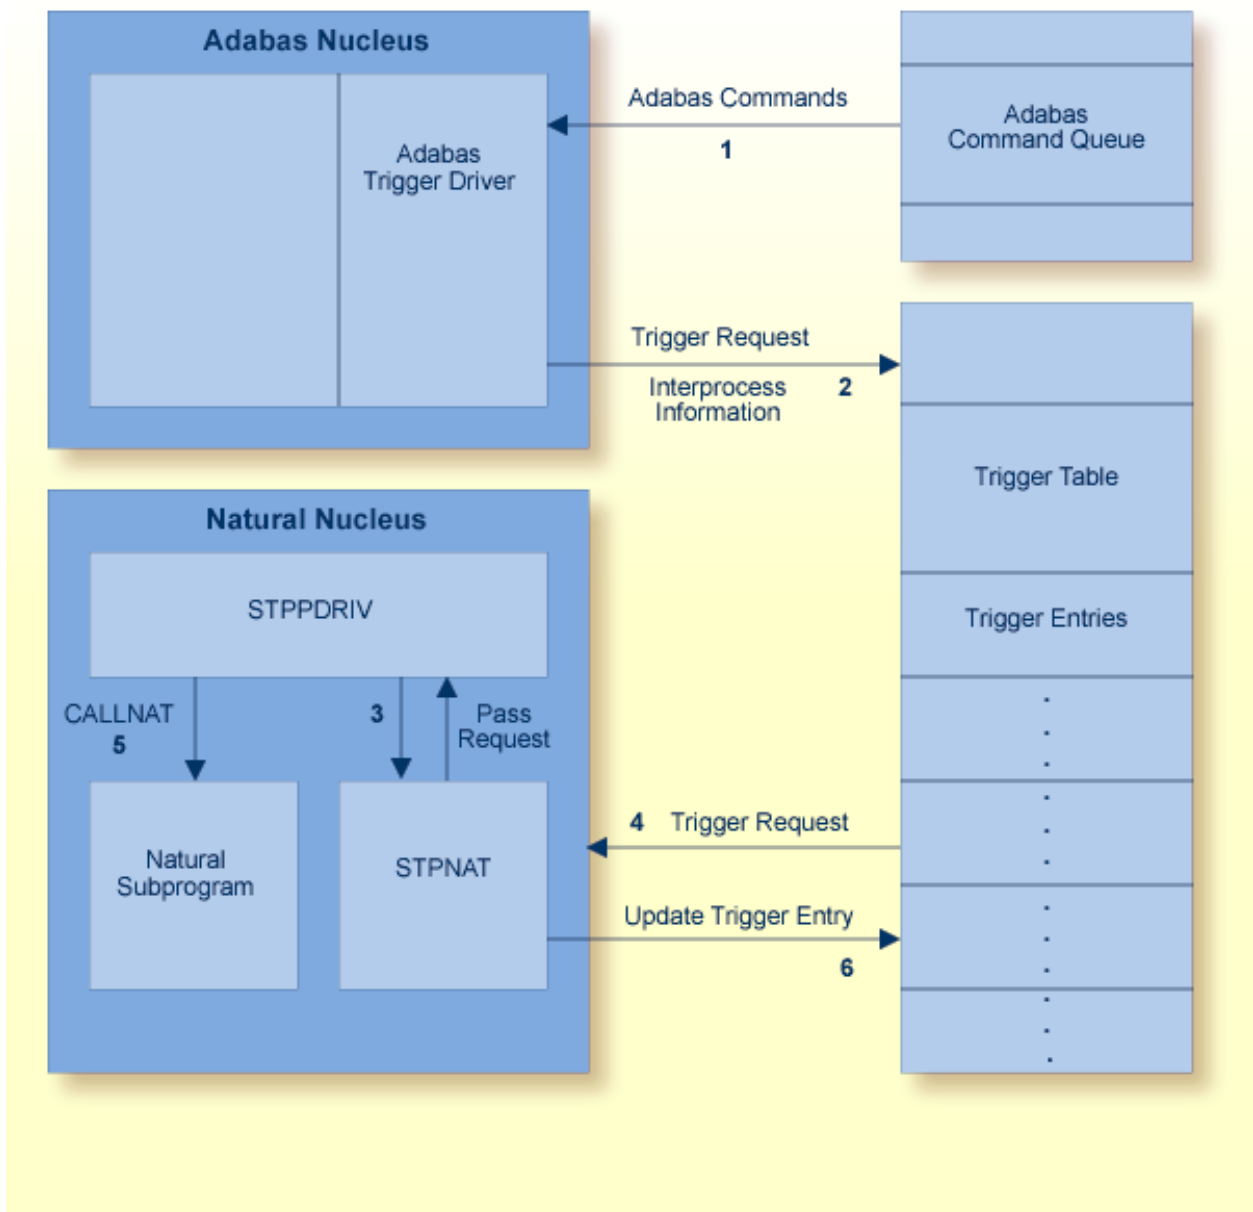 Adabas Nucleus
Adabas
Trigger Driver
Adabas Commands
1
Adabas
Command Queue
Trigger Request
Interprocess
Information
2
Trigger Table
Trigger Entries
Natural Nucleus
STPPDRIV
CALLNAT
5
3
Pass
Request
Natural
Subprogram
STPNAT
4 Trigger Request
Update Trigger Entry
6